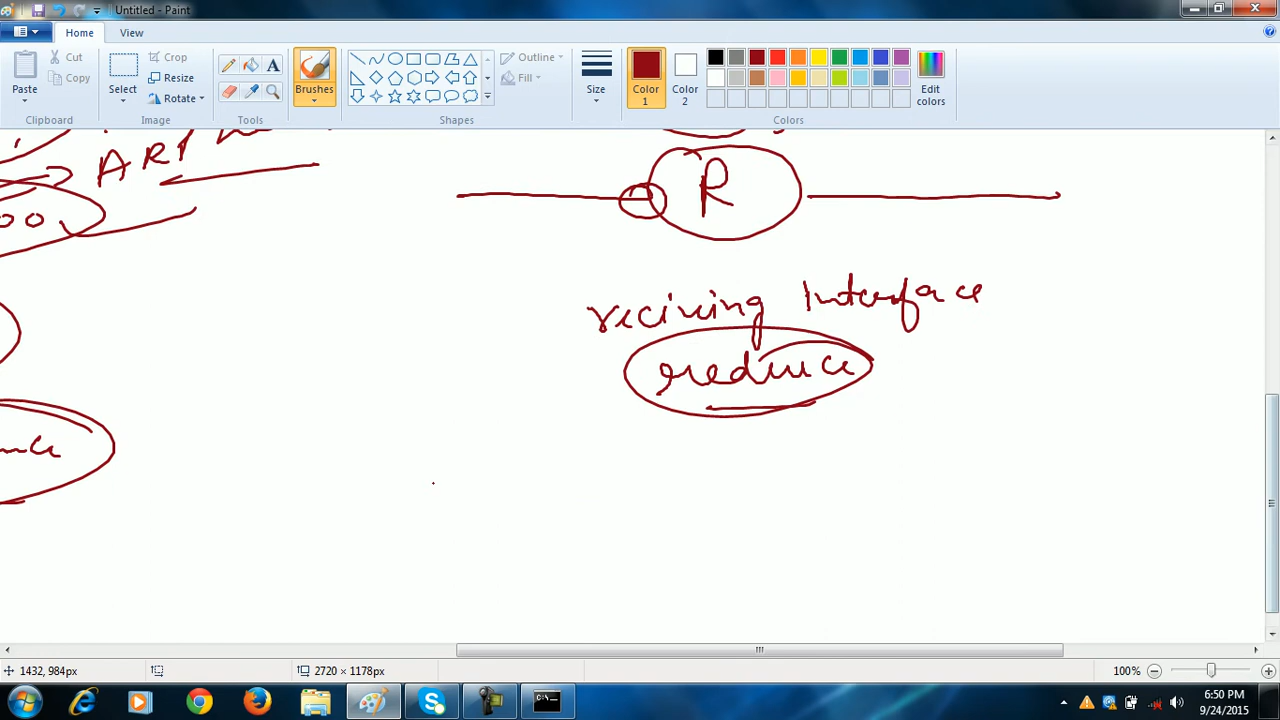 Untitled - Paint
Home View
Paste
Cut
Copy
Clipboard
Select
Crop
Resize
Rotate
Image
A
Tools
Brushes
Outline
Fill
Shapes
Size
Color 1
Color 2
Edit colors
Colors
ARP
00
R
reciving Interface
reduce
1432, 984px
2720 × 1178px
100%
6:50 PM
9/24/2015